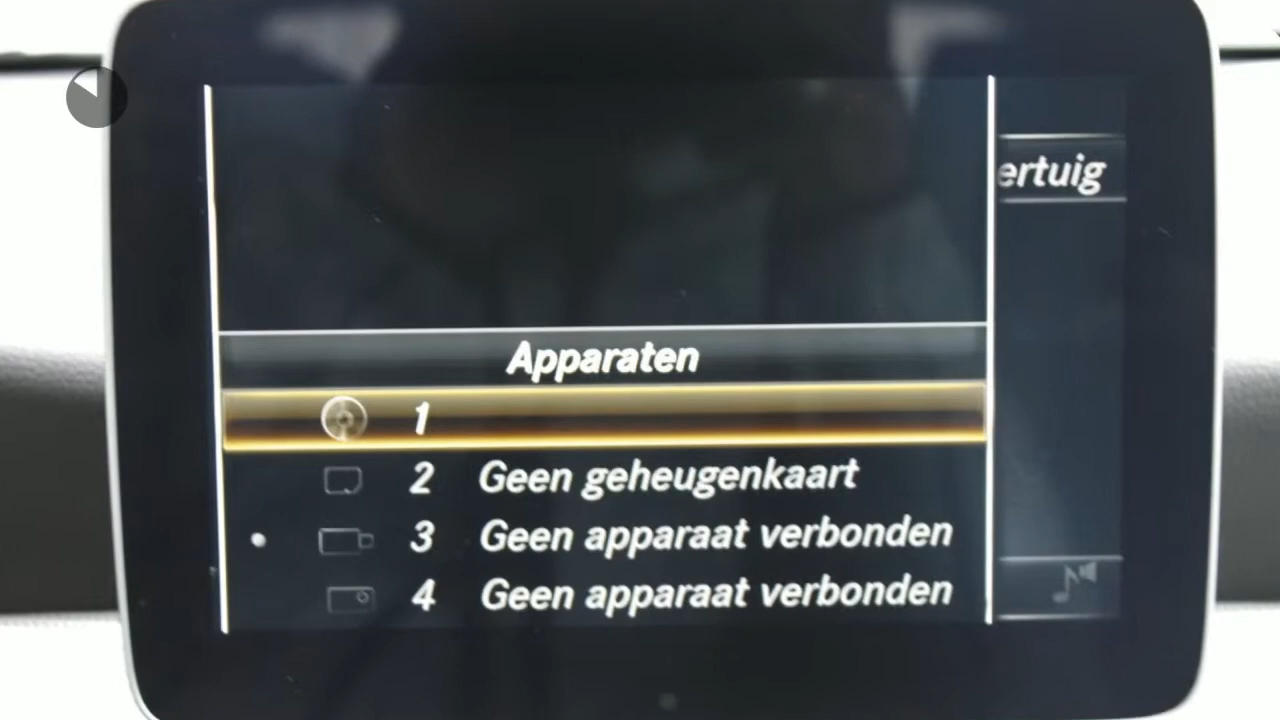 ertuig
Apparaten
1
2 Geen geheugenkaart
3 Geen apparaat verbonden
4 Geen apparaat verbonden